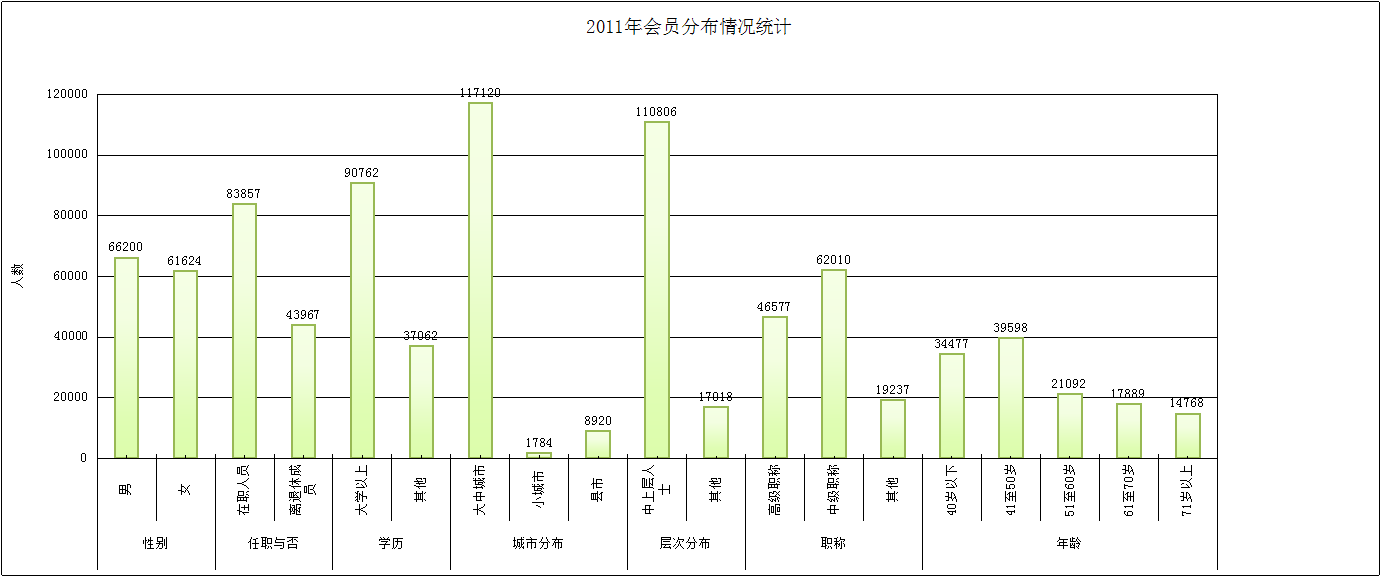 2011年会员分布情况统计
人数
120000
100000
80000
60000
40000
20000
0
66200
61624
83857
43967
90762
37062
117120
1784
8920
110806
17018
46577
62010
19237
34477
39598
21092
17889
14768
男
女
在职人员
离退休成
员
大学以上
其他
大中城市
小城市
县市
中上层人
士
其他
高级职称
中级职称
其他
40岁以下
41至50岁
51至60岁
61至70岁
71岁以上
性别
任职与否
学历
城市分布
层次分布
职称
年龄